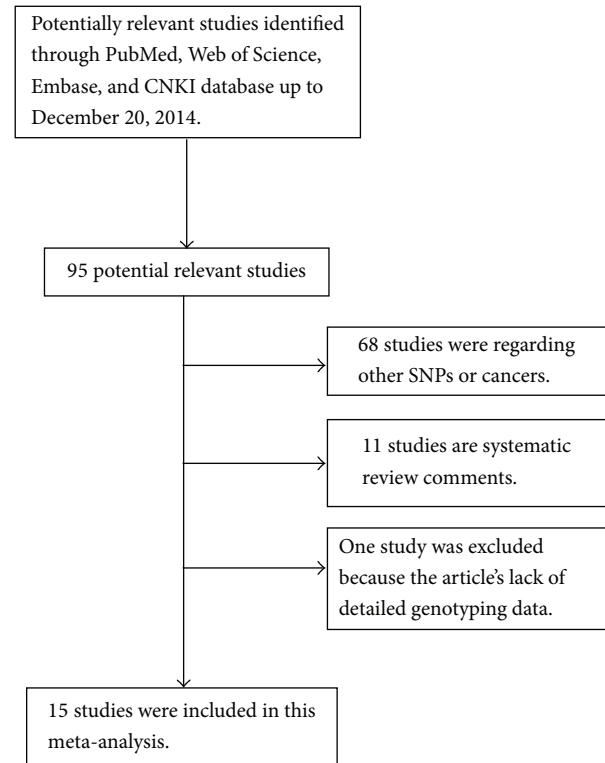 Potentially relevant studies identified
through PubMed, Web of Science,
Embase, and CNKI database up to
December 20, 2014.
95 potential relevant studies
68 studies were regarding
other SNPs or cancers.
11 studies are systematic
review comments.
One study was excluded
because the article’s lack of
detailed genotyping data.
15 studies were included in this
meta-analysis.